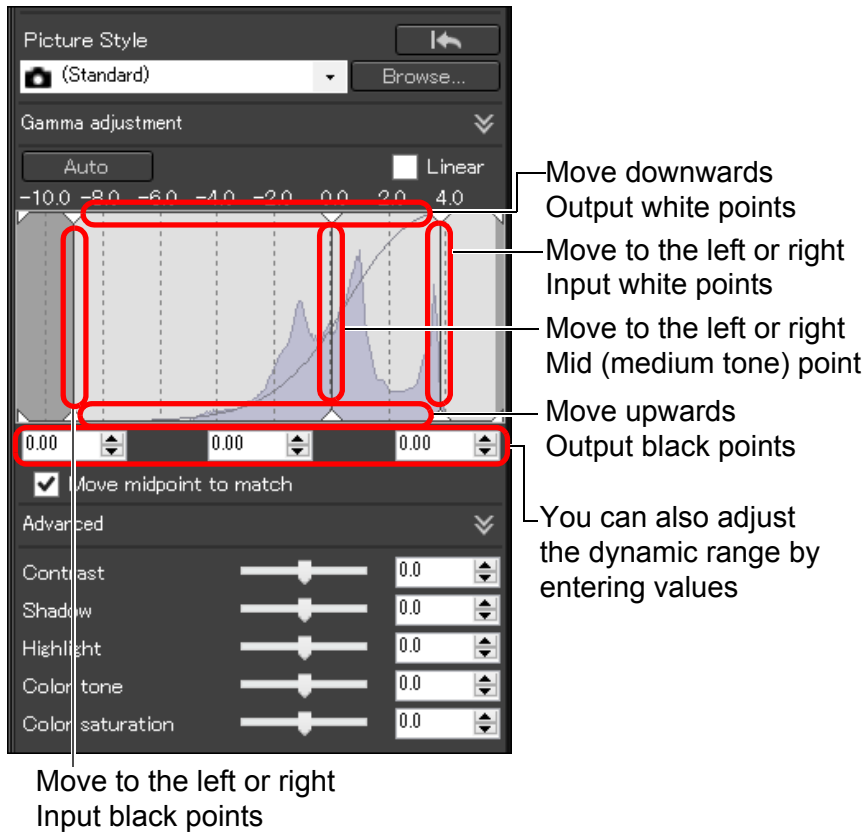 Picture Style
(Standard)
Browse...
Gamma adjustment
Auto
Linear
-10.0 -8.0 -6.0 -4.0 -2.0 0.0 2.0 4.0
0.00 0.00 0.00
Move midpoint to match
Advanced
Contrast 0.0
Shadow 0.0
Highlight 0.0
Color tone 0.0
Color saturation 0.0
Move downwards
Output white points
Move to the left or right
Input white points
Move to the left or right
Mid (medium tone) point
Move upwards
Output black points
You can also adjust
the dynamic range by
entering values
Move to the left or right
Input black points